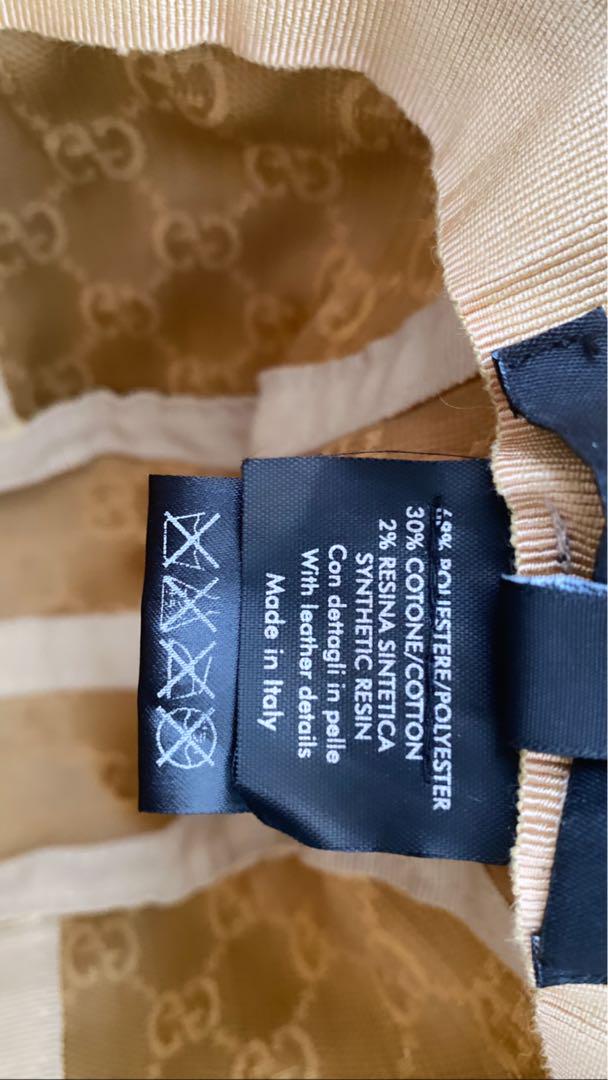 68% POLIESTERE/POLYESTER
30% COTONE/COTTON
2% RESINA SINTETICA
SYNTHETIC RESIN
Con dettagli in pelle
With leather details
Made in Italy